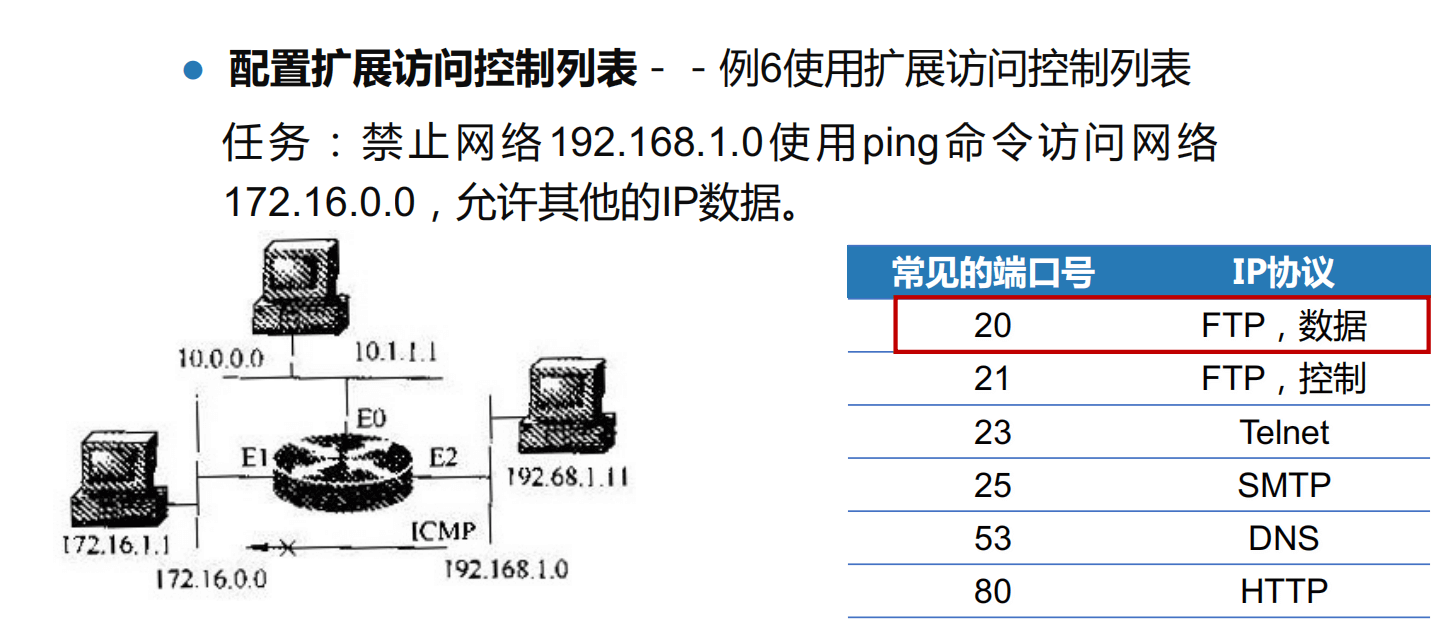 配置扩展访问控制列表－－例6使用扩展访问控制列表
任务：禁止网络192.168.1.0使用ping命令访问网络
172.16.0.0，允许其他的IP数据。
10.0.0.0
10.1.1.1
E0
E1
E2
192.68.1.11
172.16.1.1
ICMP
172.16.0.0
192.168.1.0
常见的端口号 IP协议
20 FTP，数据
21 FTP，控制
23 Telnet
25 SMTP
53 DNS
80 HTTP